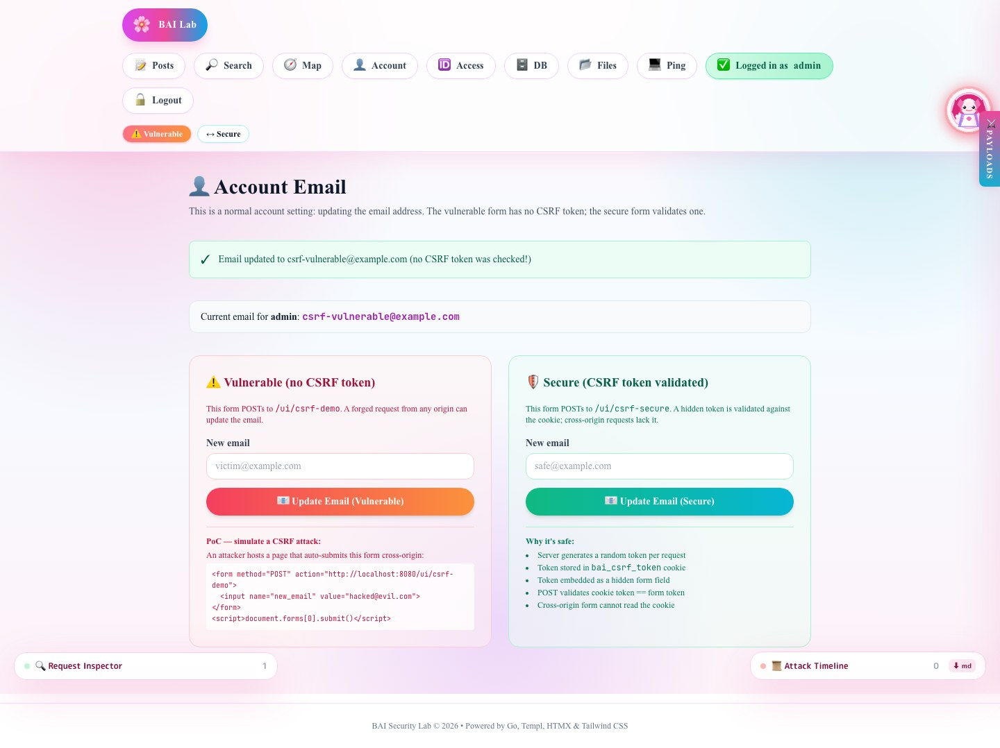 BAI Lab
Posts
Search
Map
Account
ID Access
DB
Files
Ping
Logged in as admin
Logout
Vulnerable
↔ Secure
PAYLOADS
Account Email
This is a normal account setting: updating the email address. The vulnerable form has no CSRF token; the secure form validates one.
✓ Email updated to csrf-vulnerable@example.com (no CSRF token was checked!)
Current email for admin: csrf-vulnerable@example.com
Vulnerable (no CSRF token)
This form POSTs to /ui/csrf-demo. A forged request from any origin can
update the email.
New email
victim@example.com
Update Email (Vulnerable)
PoC — simulate a CSRF attack:
An attacker hosts a page that auto-submits this form cross-origin:
<form method="POST" action="http://localhost:8080/ui/csrf-
demo">
<input name="new_email" value="hacked@evil.com">
</form>
<script>document.forms[0].submit()</script>
Secure (CSRF token validated)
This form POSTs to /ui/csrf-secure. A hidden token is validated against
the cookie; cross-origin requests lack it.
New email
safe@example.com
Update Email (Secure)
Why it's safe:
• Server generates a random token per request
• Token stored in bai_csrf_token cookie
• Token embedded as a hidden form field
• POST validates cookie token == form token
• Cross-origin form cannot read the cookie
Request Inspector 1
Attack Timeline 0 ⬇ md
BAI Security Lab © 2026 • Powered by Go, Templ, HTMX & Tailwind CSS